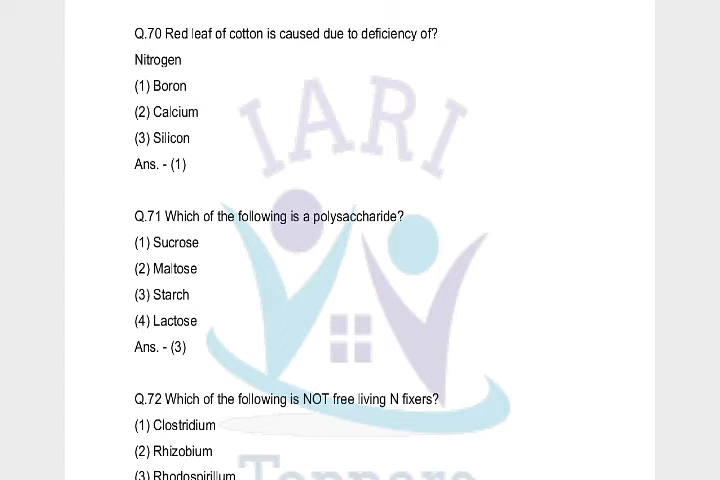 Q.70 Red leaf of cotton is caused due to deficiency of?
Nitrogen
(1) Boron
(2) Calcium
(3) Silicon
Ans. - (1)
IARI
Q.71 Which of the following is a polysaccharide?
(1) Sucrose
(2) Maltose
(3) Starch
(4) Lactose
Ans. - (3)
Q.72 Which of the following is NOT free living N fixers?
(1) Clostridium
(2) Rhizobium
(3) Rhodospirillum
Toppers